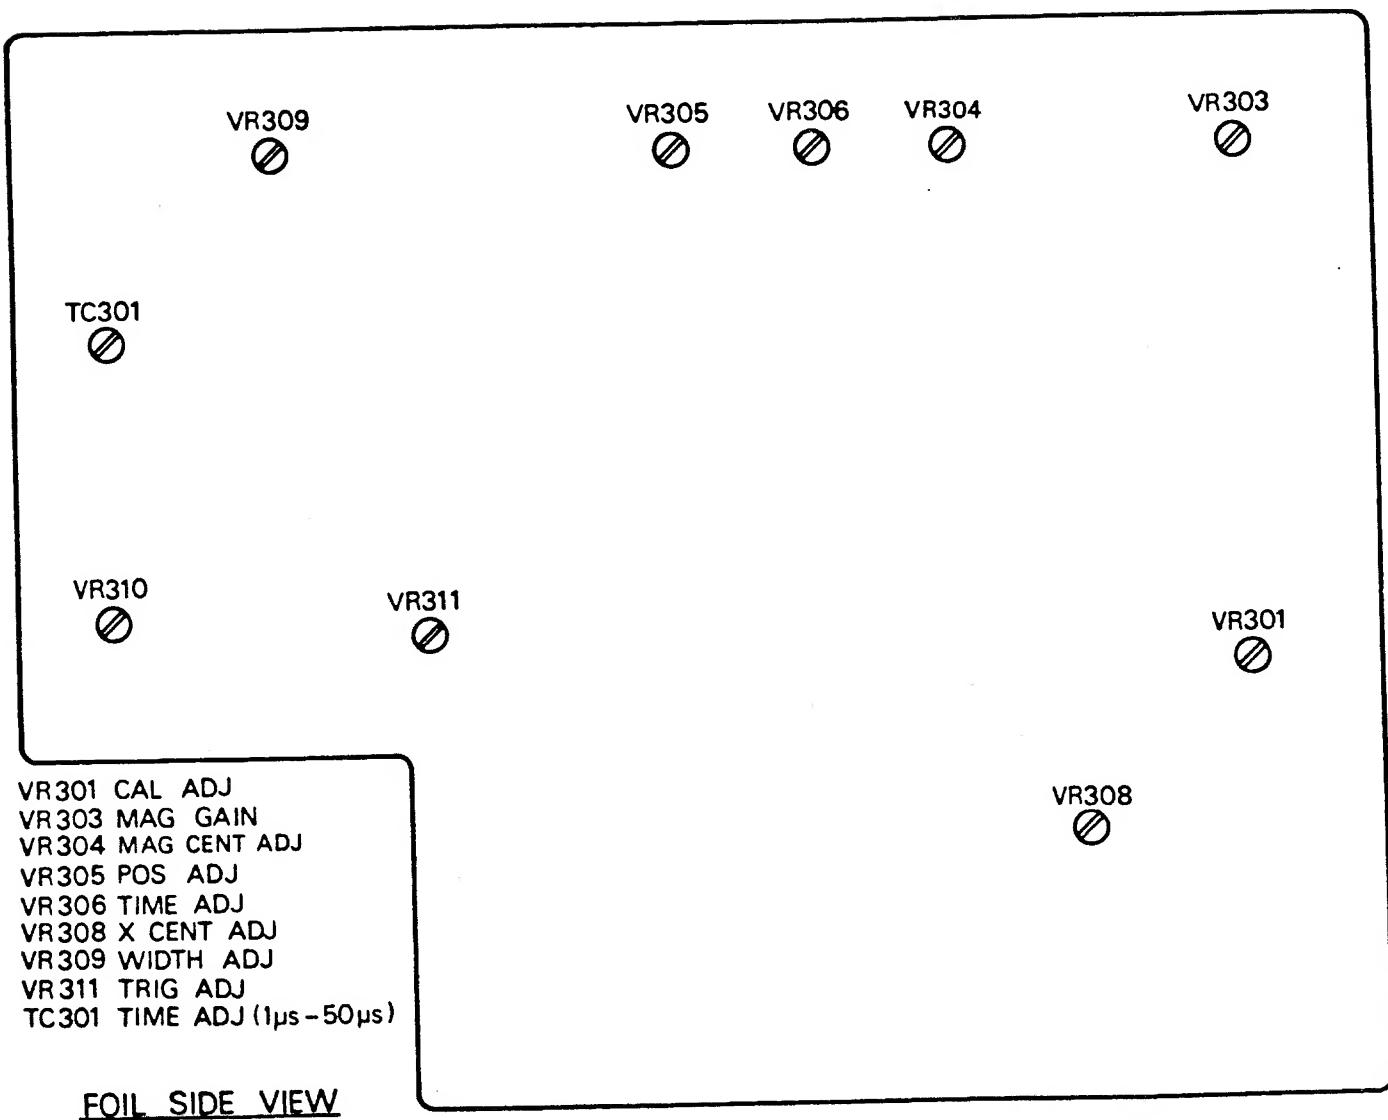 VR309
VR305
VR306
VR304
VR303
TC301
VR310
VR311
VR301
VR308
VR301 CAL ADJ
VR303 MAG GAIN
VR304 MAG CENT ADJ
VR305 POS ADJ
VR306 TIME ADJ
VR308 X CENT ADJ
VR309 WIDTH ADJ
VR311 TRIG ADJ
TC301 TIME ADJ (1µs-50µs)
FOIL SIDE VIEW